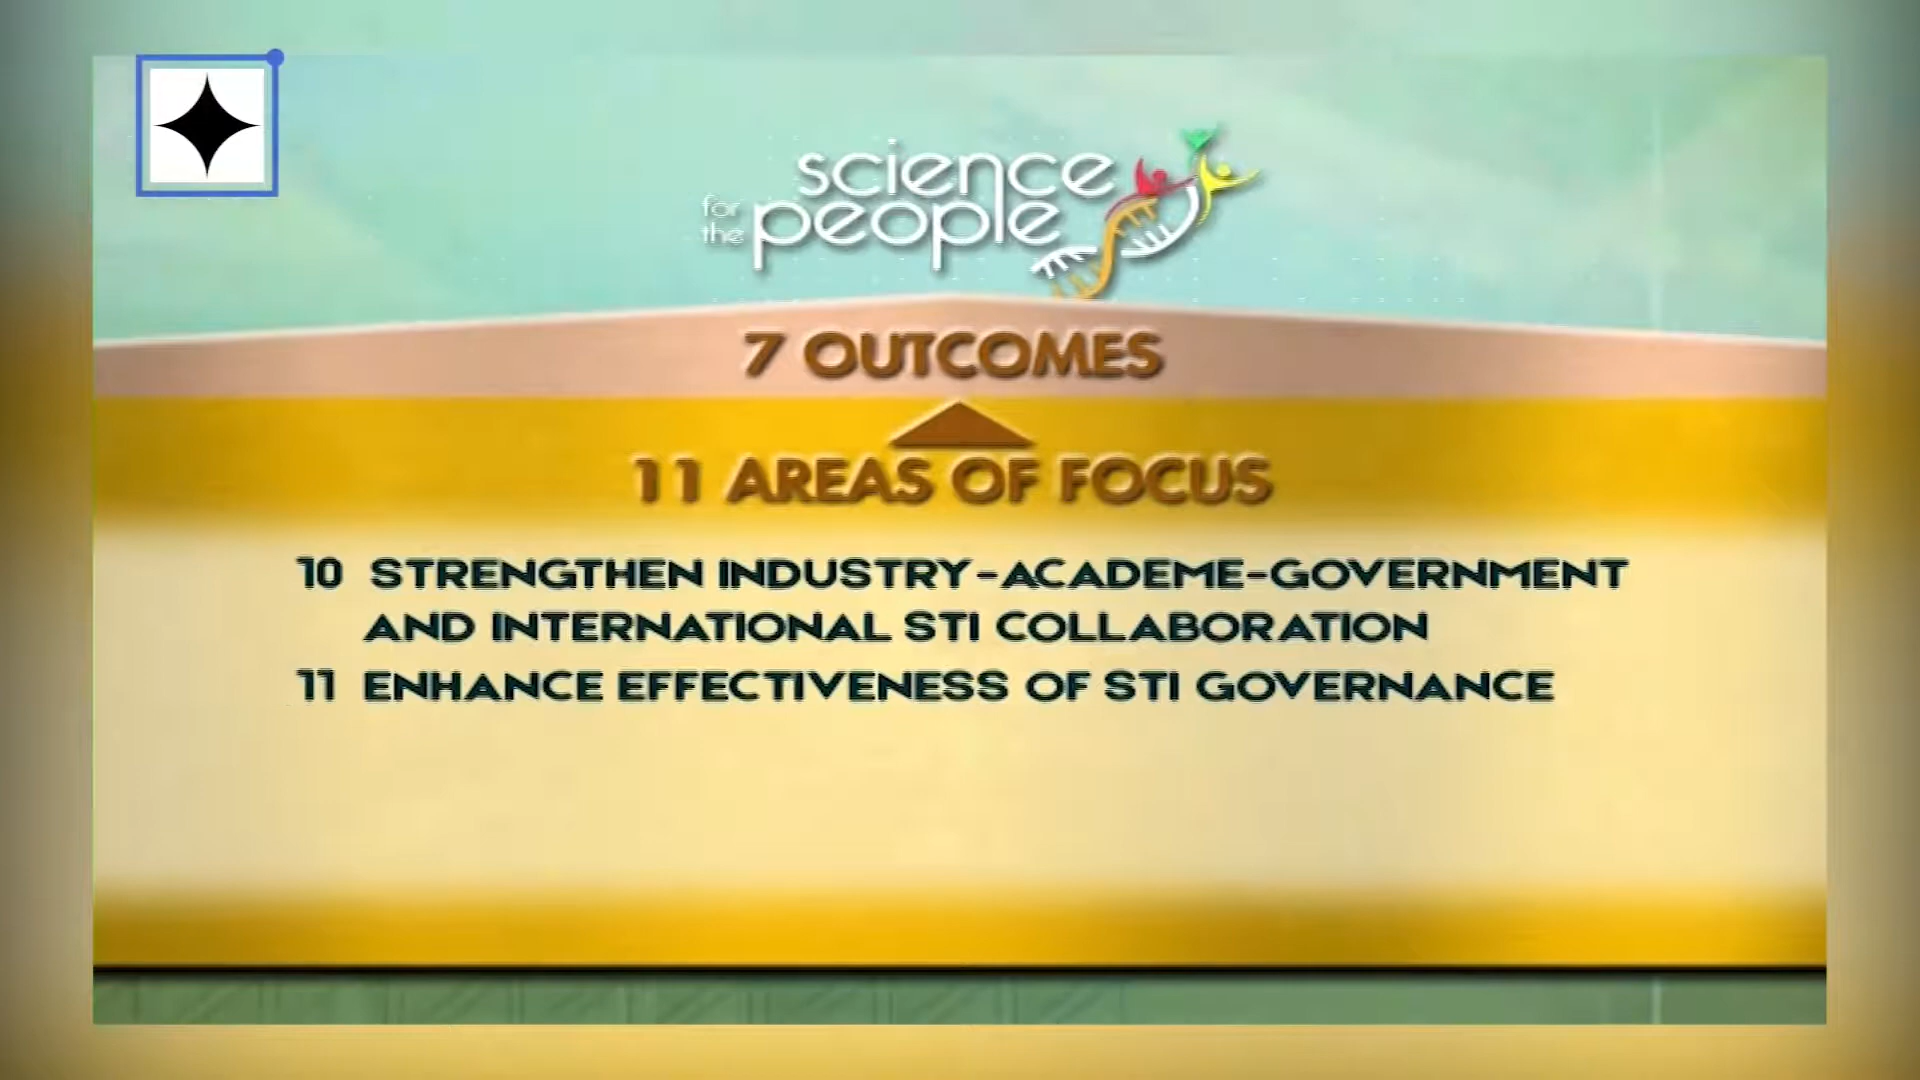 science
for the people
7 OUTCOMES
11 AREAS OF FOCUS
10 STRENGTHEN INDUSTRY-ACADEME-GOVERNMENT
AND INTERNATIONAL STI COLLABORATION
11 ENHANCE EFFECTIVENESS OF STI GOVERNANCE